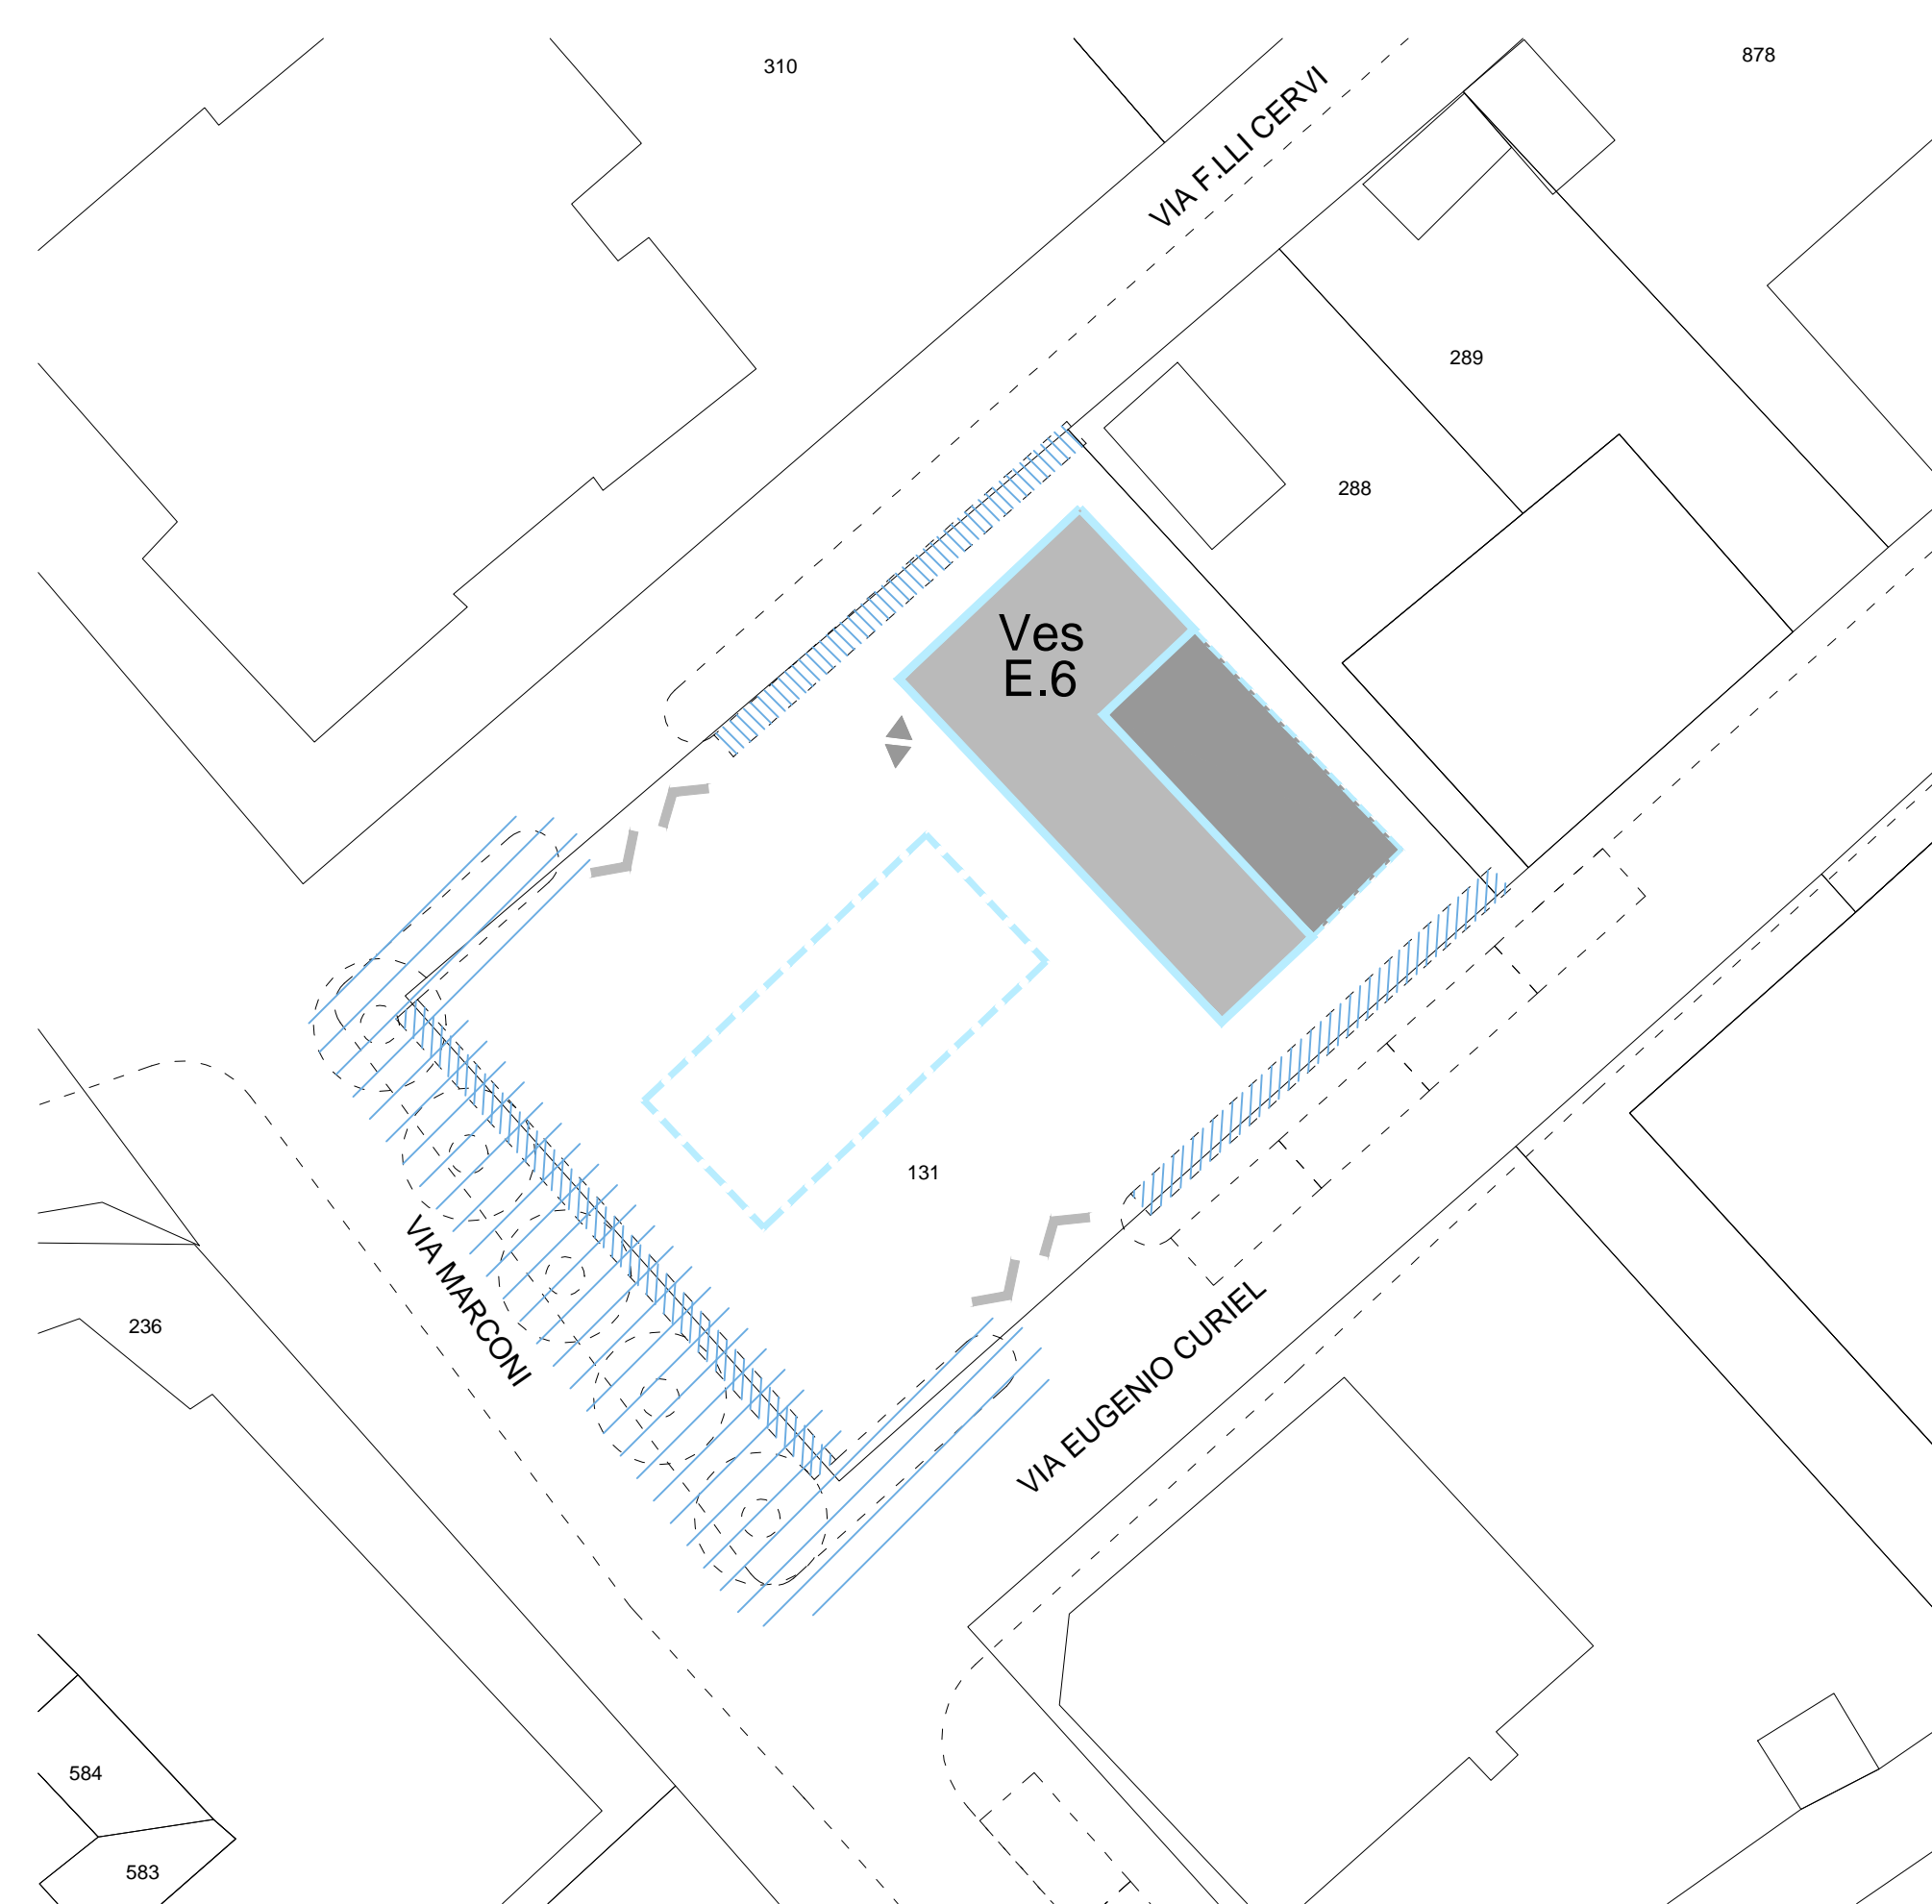 878
310
VIA F.LLI CERVI
289
288
Ves
E.6
131
VIA MARCONI
236
VIA EUGENIO CURIEL
584
583